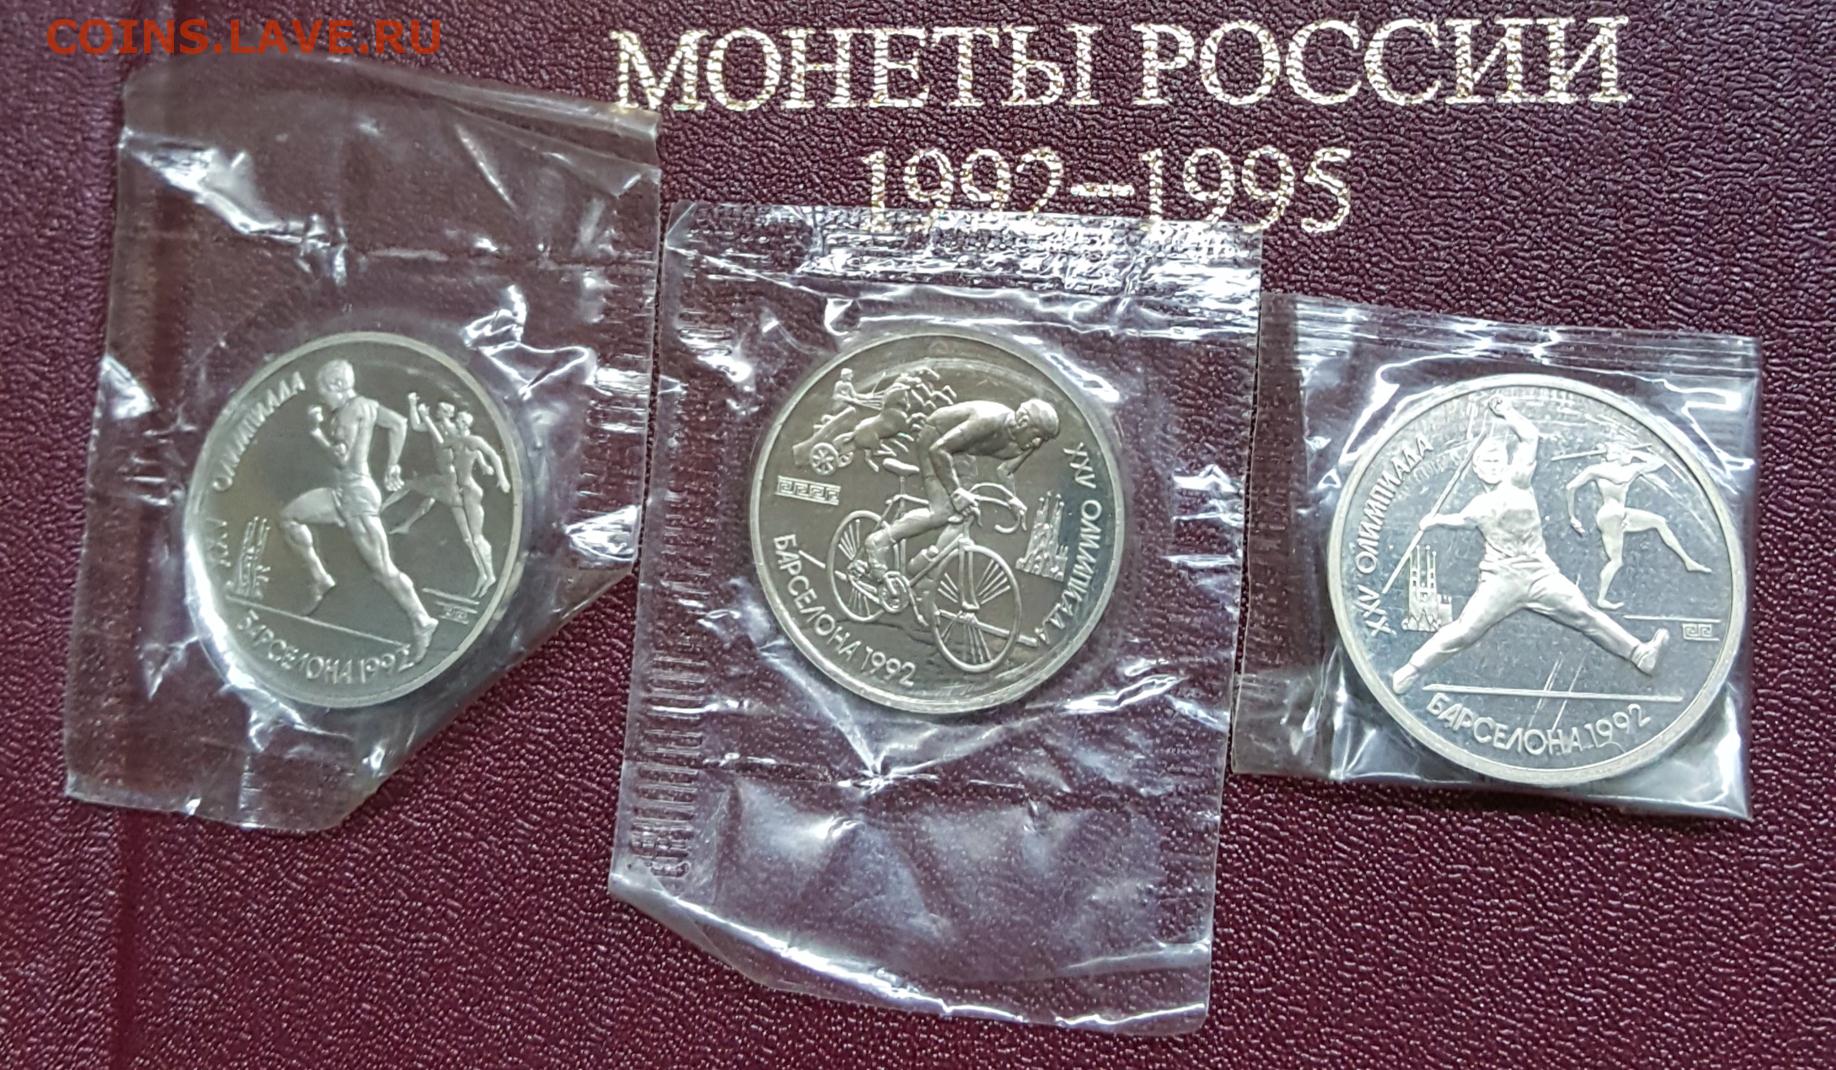 COINS.LAVE.RU
МОНЕТЫ РОССИИ
1992–1995
XXV ОЛИМПИАДА
БАРСЕЛОНА 1992
XXV ОЛИМПИАДА
БАРСЕЛОНА 1992
XXV ОЛИМПИАДА
БАРСЕЛОНА 1992